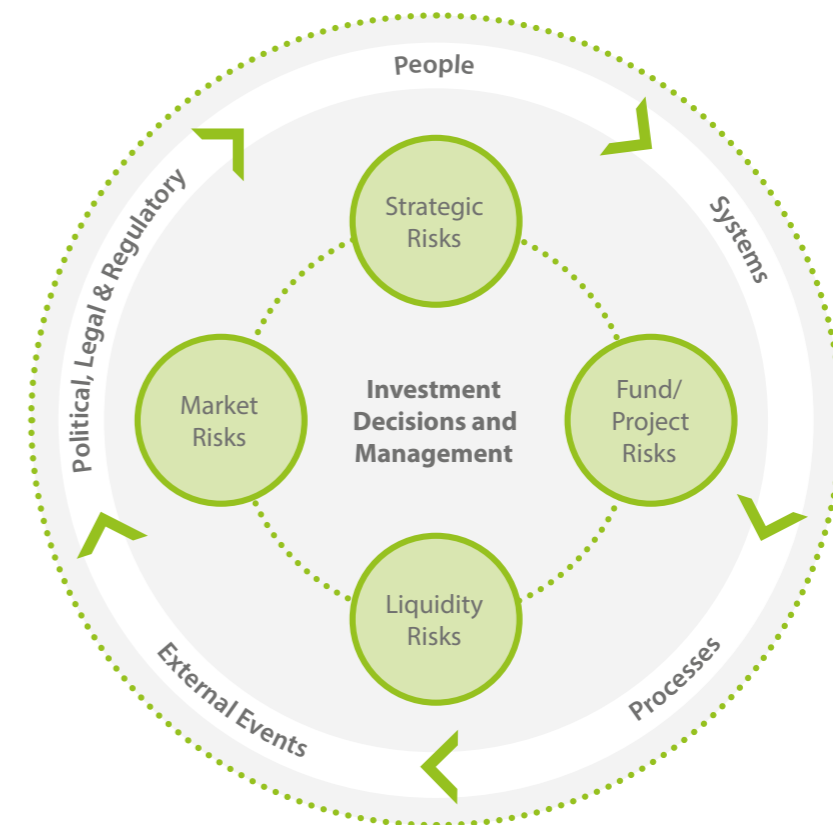 People
Systems
Processes
External Events
Political, Legal & Regulatory
Strategic
Risks
Fund/
Project
Risks
Liquidity
Risks
Market
Risks
Investment
Decisions and
Management